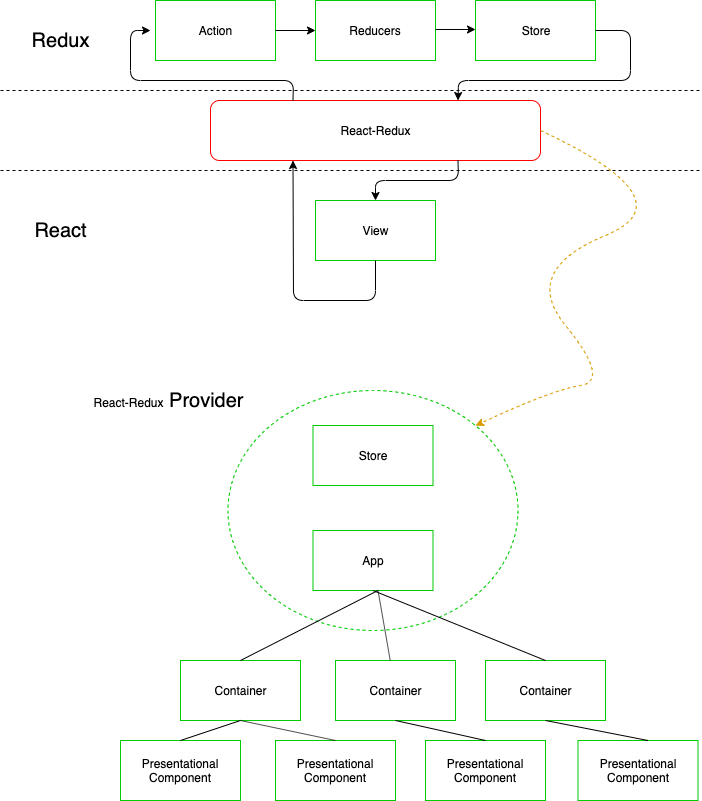 Redux
Action
Reducers
Store
React-Redux
React
View
React-Redux Provider
Store
App
Container
Container
Container
Presentational
Component
Presentational
Component
Presentational
Component
Presentational
Component